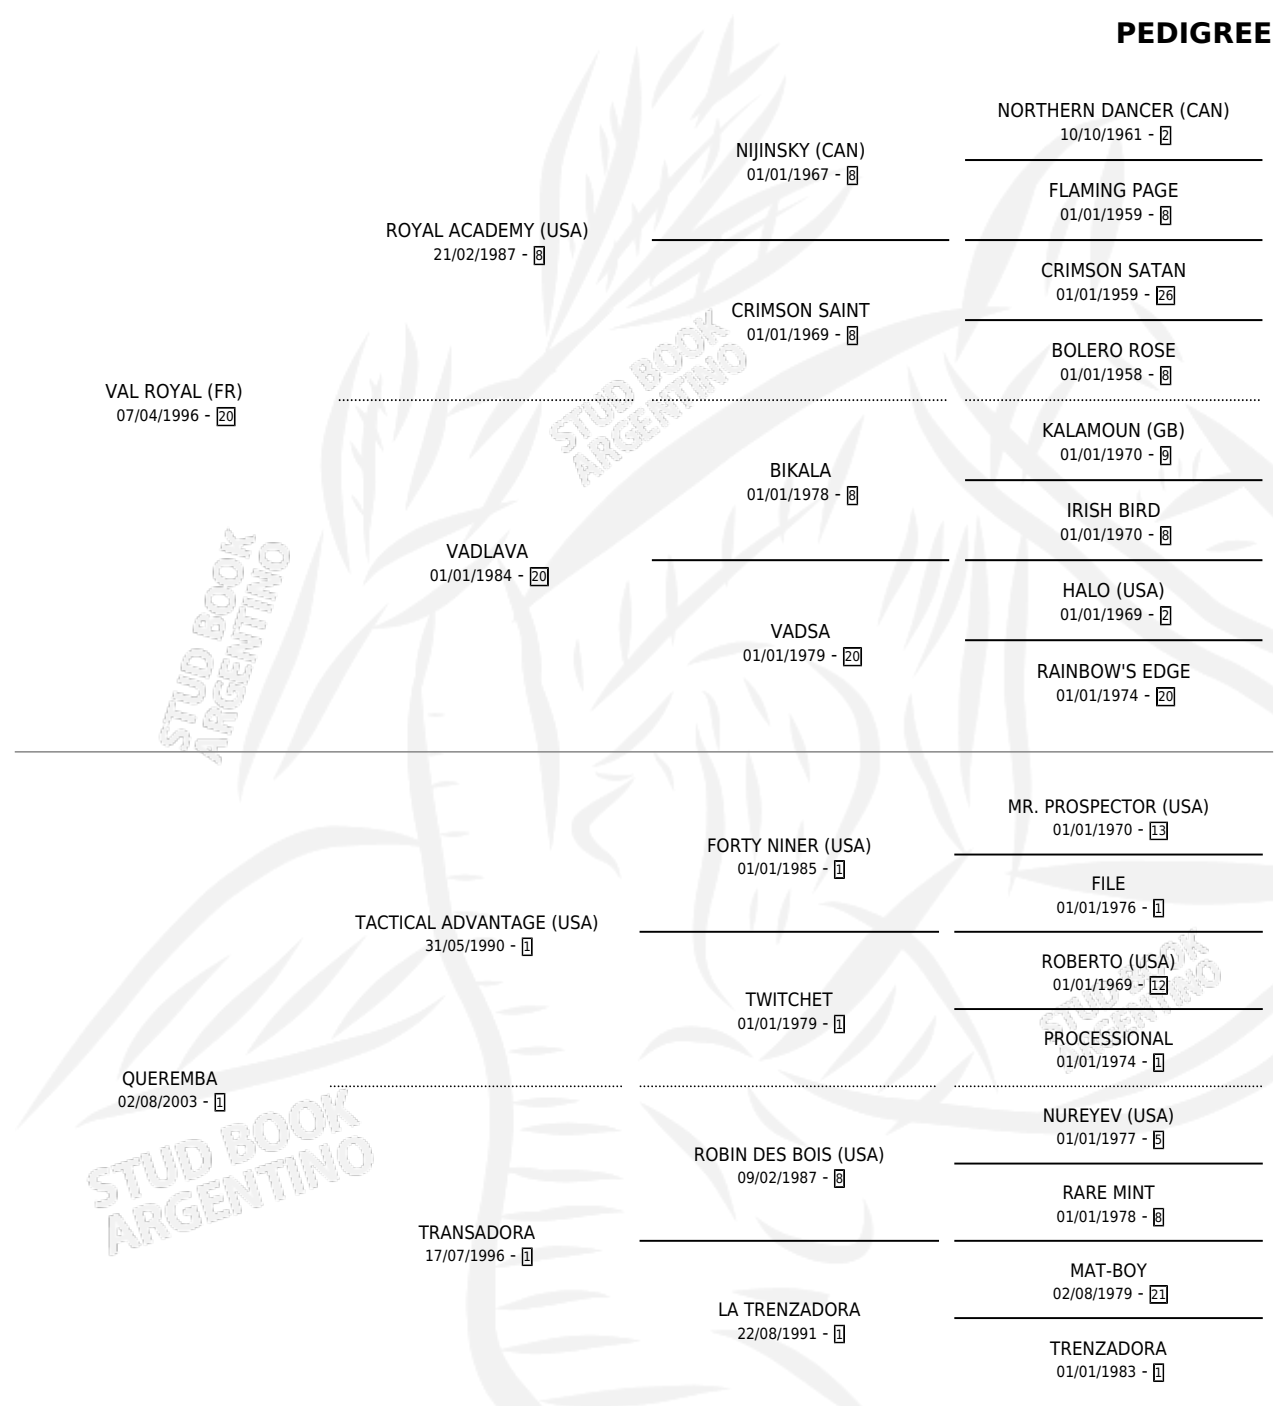 PEDIGREE
NORTHERN DANCER (CAN)
10/10/1961 - 2
NIJINSKY (CAN)
01/01/1967 - 8
FLAMING PAGE
01/01/1959 - 8
ROYAL ACADEMY (USA)
21/02/1987 - 8
CRIMSON SATAN
01/01/1959 - 26
CRIMSON SAINT
01/01/1969 - 8
BOLERO ROSE
01/01/1958 - 8
VAL ROYAL (FR)
07/04/1996 - 20
KALAMOUN (GB)
01/01/1970 - 9
BIKALA
01/01/1978 - 8
IRISH BIRD
01/01/1970 - 8
VADLAVA
01/01/1984 - 20
HALO (USA)
01/01/1969 - 2
VADSA
01/01/1979 - 20
RAINBOW'S EDGE
01/01/1974 - 20
MR. PROSPECTOR (USA)
01/01/1970 - 13
FORTY NINER (USA)
01/01/1985 - 1
FILE
01/01/1976 - 1
TACTICAL ADVANTAGE (USA)
31/05/1990 - 1
ROBERTO (USA)
01/01/1969 - 12
TWITCHET
01/01/1979 - 1
PROCESSIONAL
01/01/1974 - 1
QUEREMBA
02/08/2003 - 1
NUREYEV (USA)
01/01/1977 - 5
ROBIN DES BOIS (USA)
09/02/1987 - 8
RARE MINT
01/01/1978 - 8
TRANSADORA
17/07/1996 - 1
MAT-BOY
02/08/1979 - 21
LA TRENZADORA
22/08/1991 - 1
TRENZADORA
01/01/1983 - 1
STUD BOOK
ARGENTINO
STUD BOOK
ARGENTINO
STUD BOOK
ARGENTINO
STUD BOOK
ARGENTINO